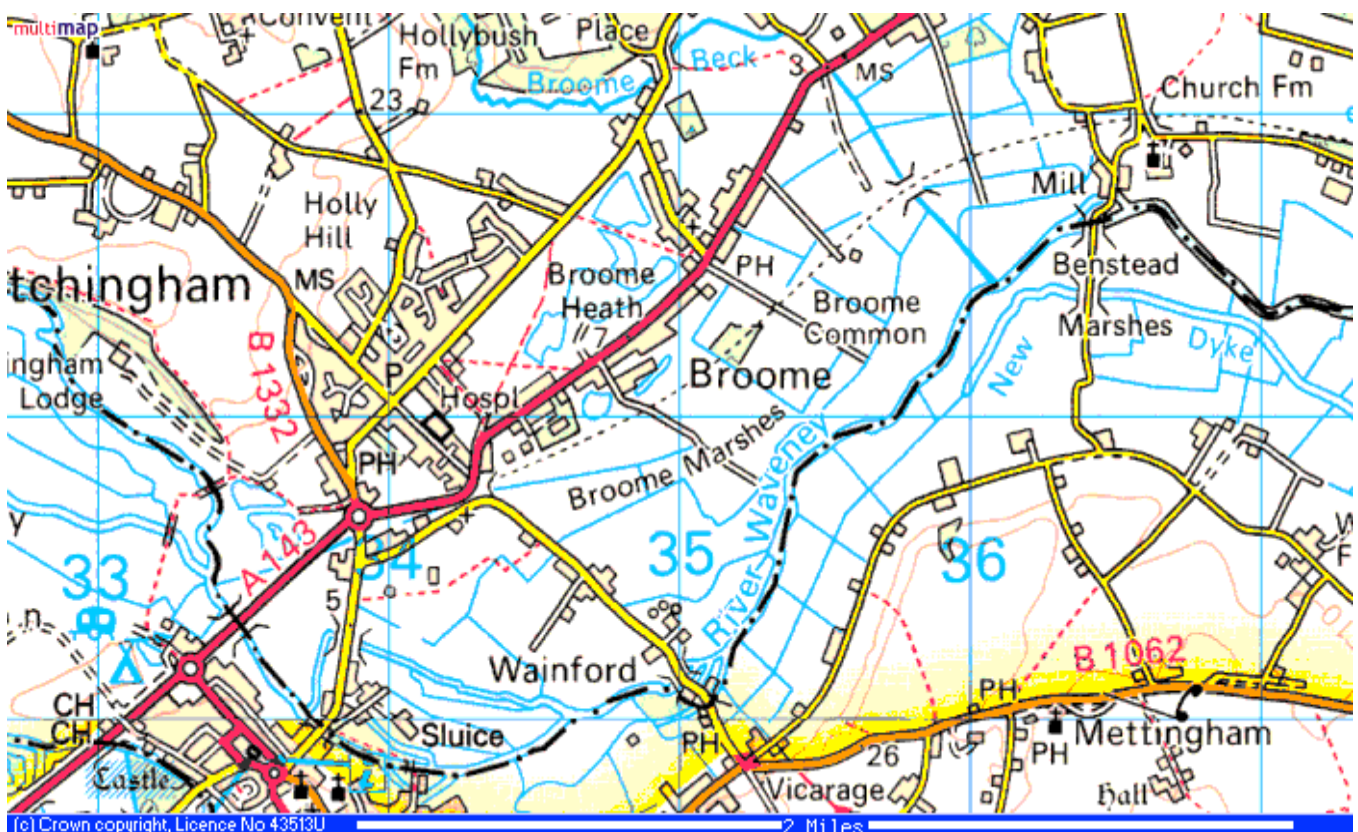 multimap
Convent
Hollybush
Fm
Place
Broome
Beck
3
MS
Church Fm
23
Mill
Holly
Hill
MS
tchingham
Broome
Heath
PH
Broome
Common
Benstead
Marshes
New
Dyke
7
B 1332
ingham
Lodge
P
Hospl
Broome
PH
Broome Marshes
River Waveney
y
33
A 143
34
35
36
5
n
Wainford
B 1062
PH
CH
CH
Sluice
PH
26
PH
Mettingham
Castle
Vicarage
Hall
W
F
(c) Crown copyright, Licence No 43513U
2 Miles